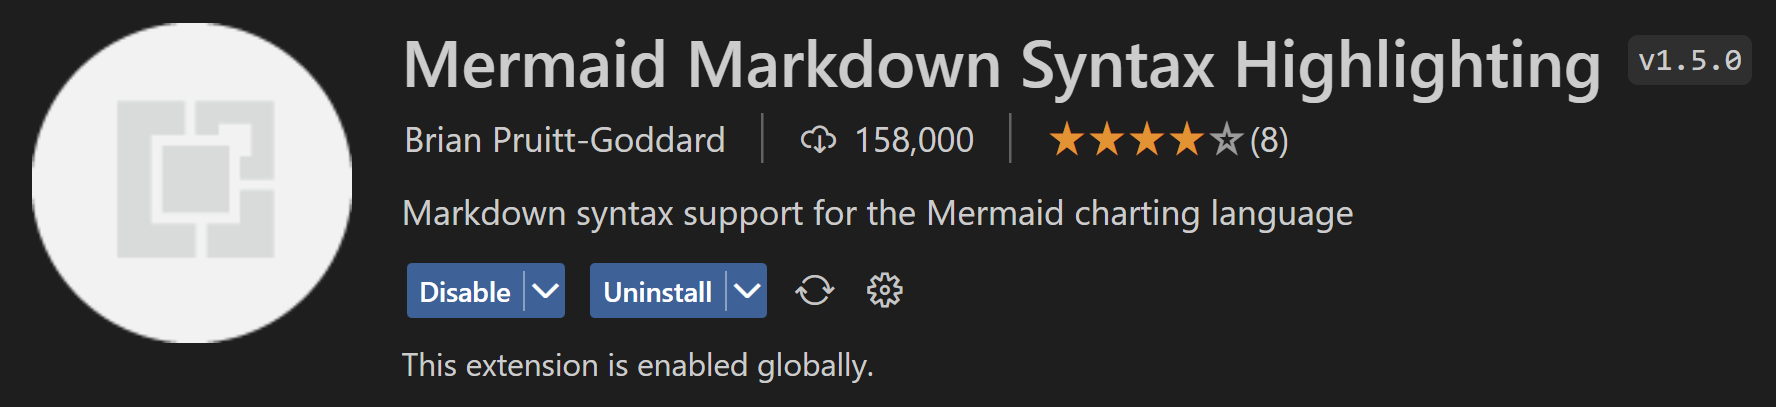 Mermaid Markdown Syntax Highlighting v1.5.0
Brian Pruitt-Goddard 158,000 (8)
Markdown syntax support for the Mermaid charting language
Disable Uninstall
This extension is enabled globally.